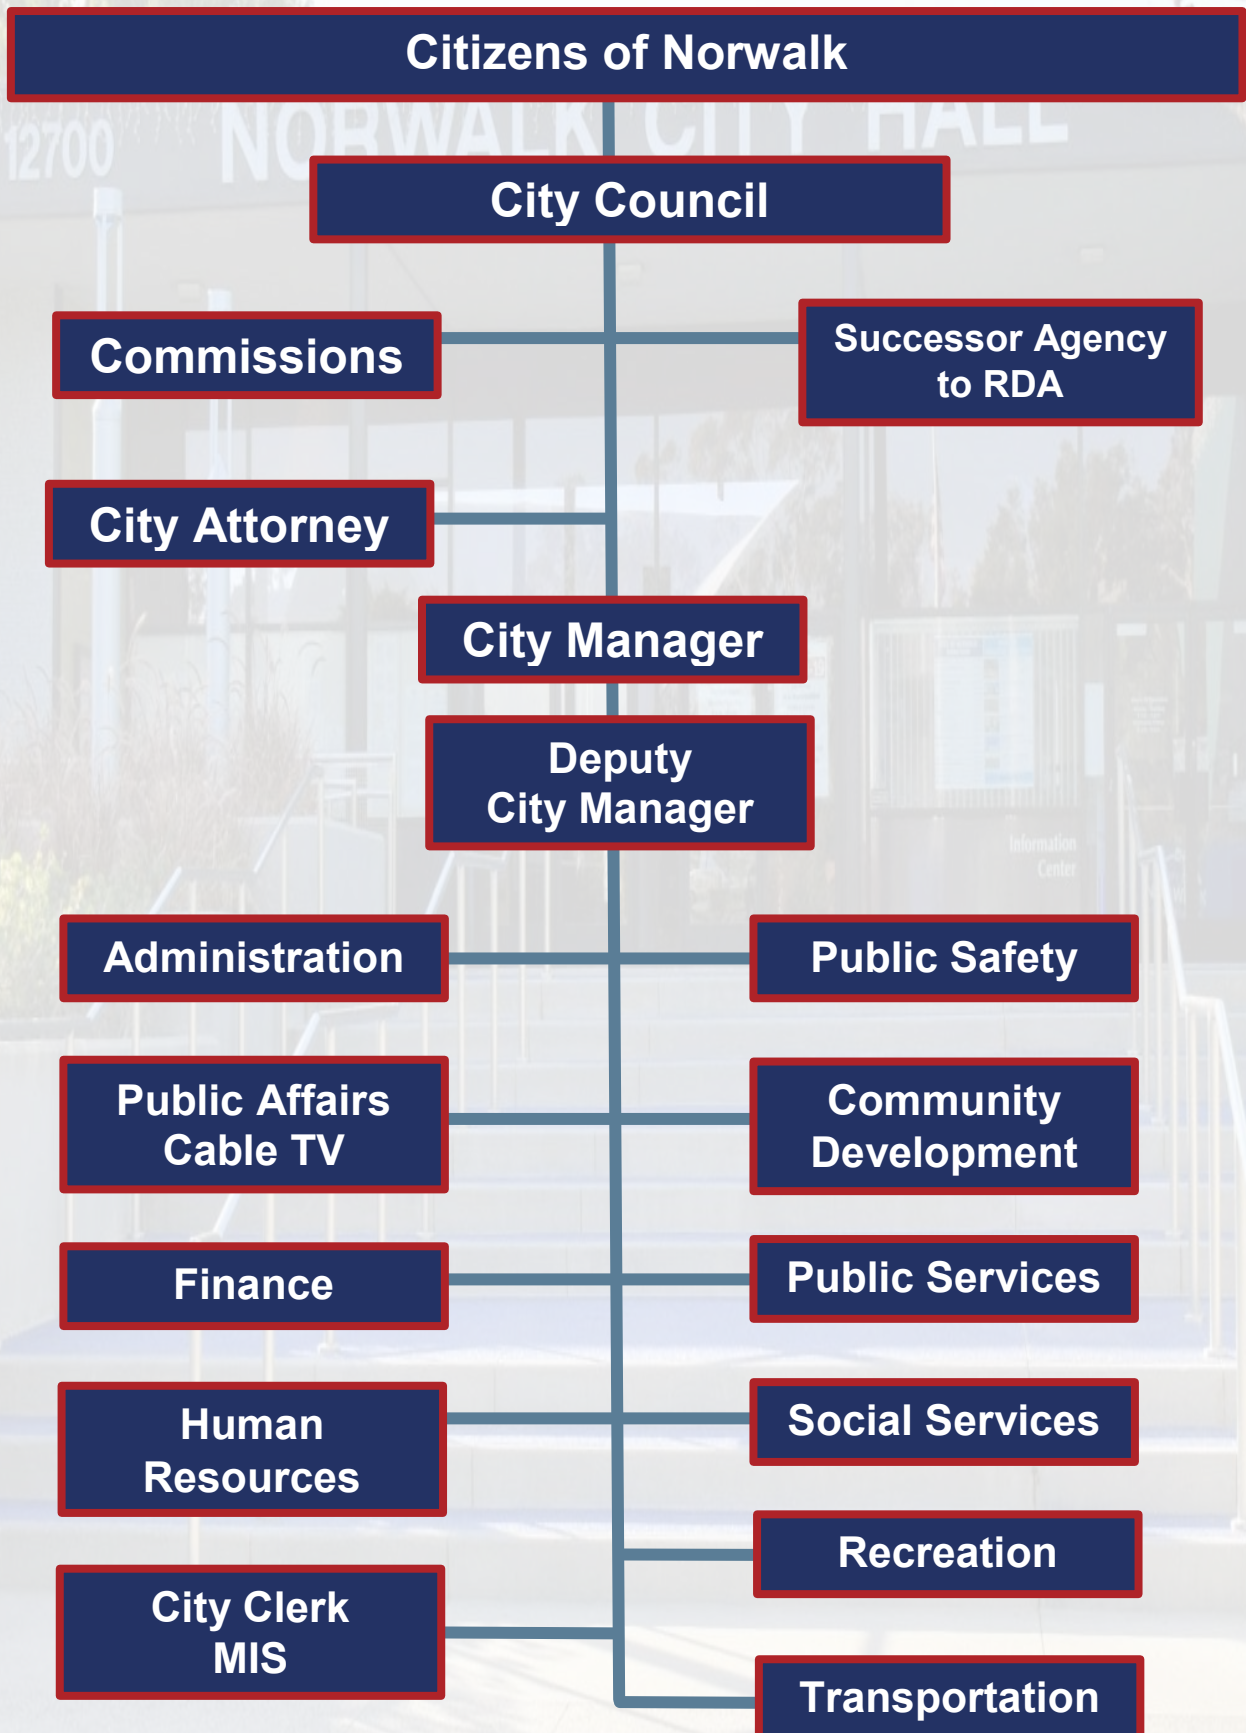 Citizens of Norwalk
12700 NORWALK CITY HALL
City Council
Commissions
Successor Agency
to RDA
City Attorney
City Manager
Deputy
City Manager
Information
Center
Administration
Public Safety
Public Affairs
Cable TV
Community
Development
Finance
Public Services
Human
Resources
Social Services
Recreation
City Clerk
MIS
Transportation